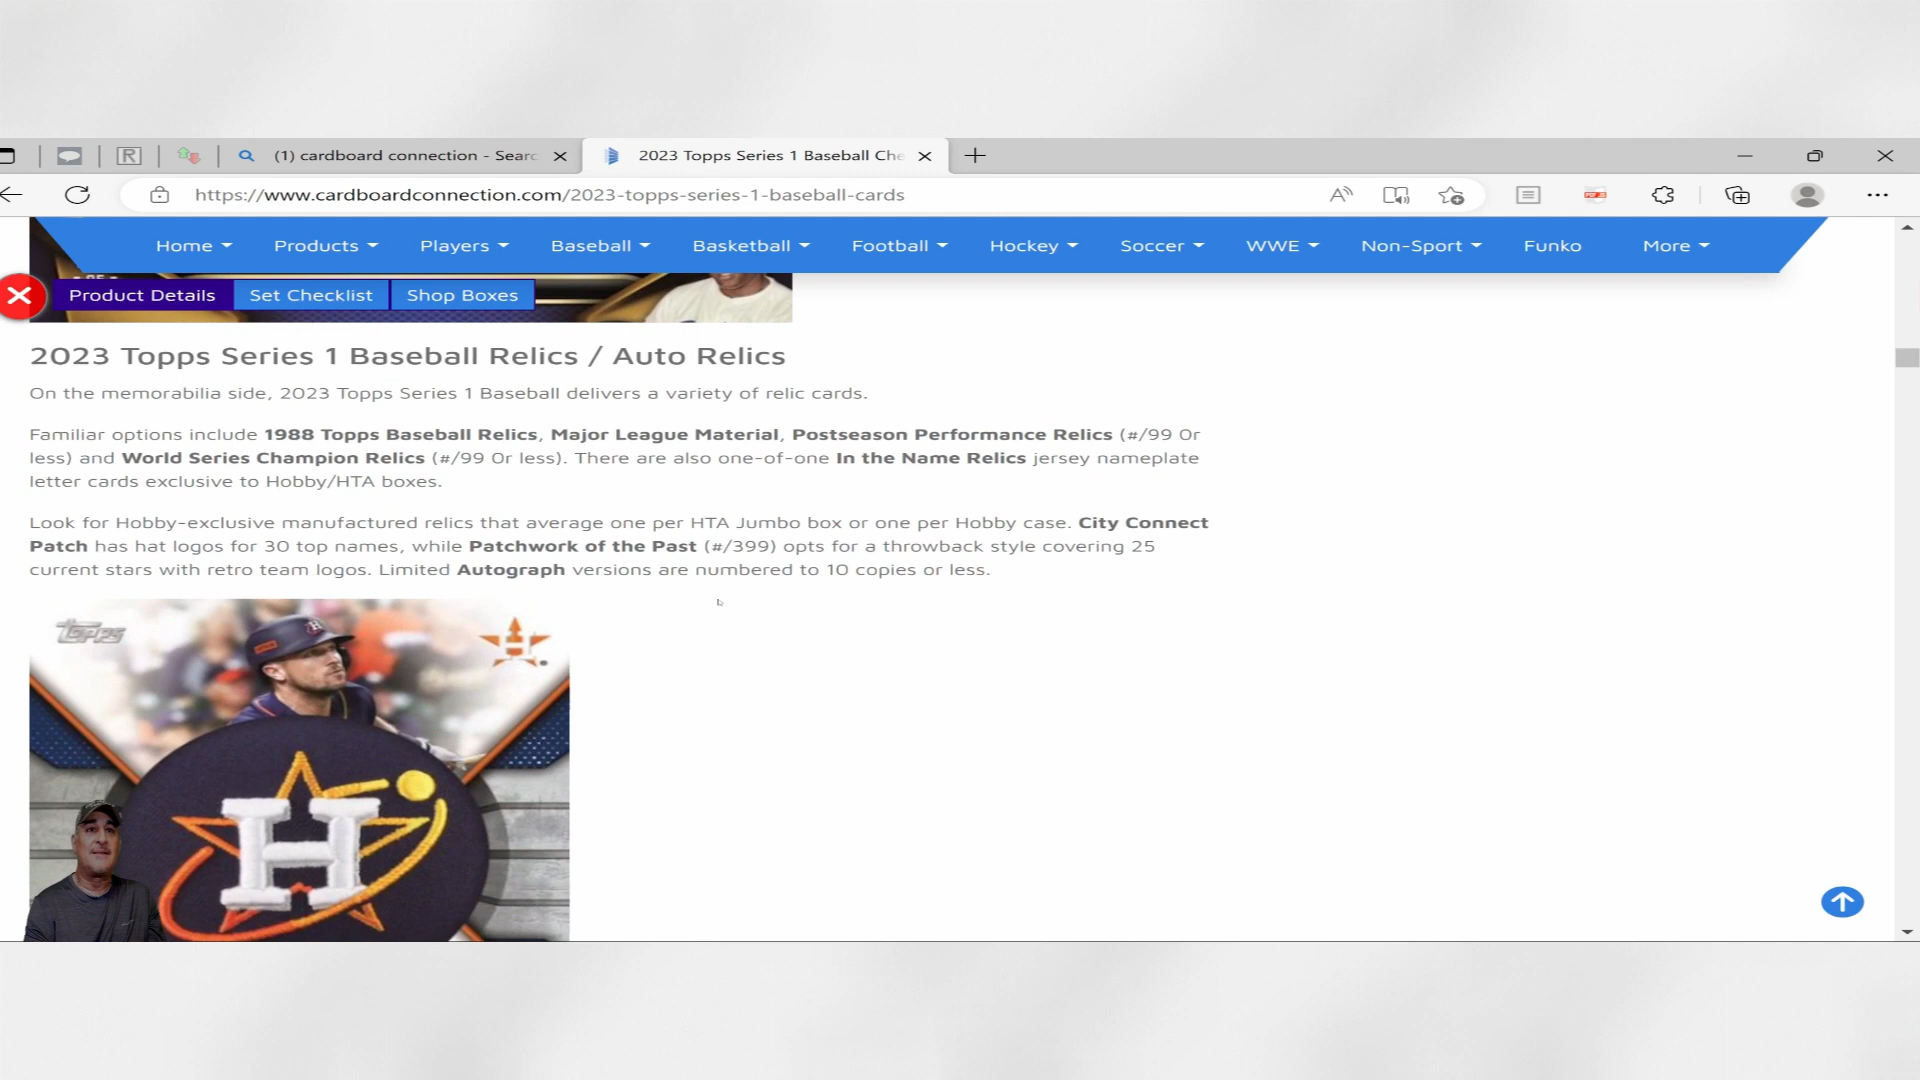 (1) cardboard connection - Searc
2023 Topps Series 1 Baseball Che
https://www.cardboardconnection.com/2023-topps-series-1-baseball-cards
Home Products Players Baseball Basketball Football Hockey Soccer WWE Non-Sport Funko More
Product Details Set Checklist Shop Boxes
2023 Topps Series 1 Baseball Relics / Auto Relics
On the memorabilia side, 2023 Topps Series 1 Baseball delivers a variety of relic cards.
Familiar options include 1988 Topps Baseball Relics, Major League Material, Postseason Performance Relics (#/99 Or
less) and World Series Champion Relics (#/99 Or less). There are also one-of-one In the Name Relics jersey nameplate
letter cards exclusive to Hobby/HTA boxes.
Look for Hobby-exclusive manufactured relics that average one per HTA Jumbo box or one per Hobby case. City Connect
Patch has hat logos for 30 top names, while Patchwork of the Past (#/399) opts for a throwback style covering 25
current stars with retro team logos. Limited Autograph versions are numbered to 10 copies or less.
Topps
H
H